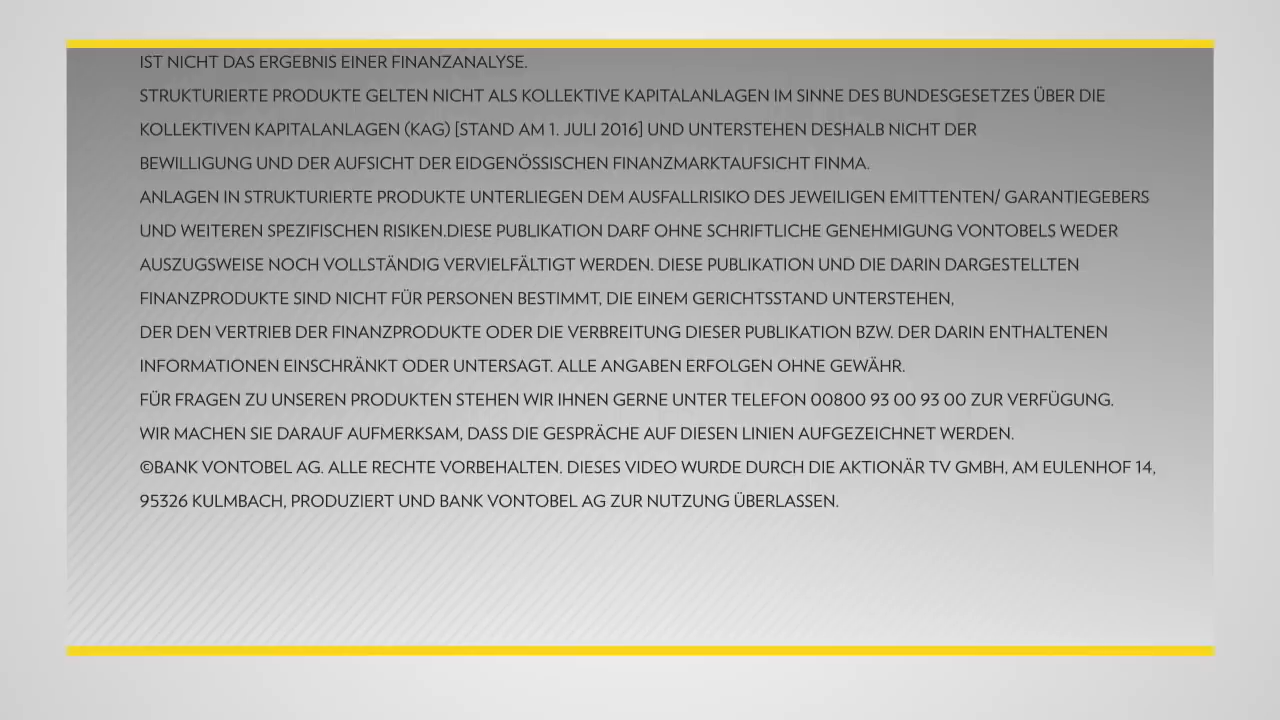 IST NICHT DAS ERGEBNIS EINER FINANZANALYSE.
STRUKTURIERTE PRODUKTE GELTEN NICHT ALS KOLLEKTIVE KAPITALANLAGEN IM SINNE DES BUNDESGESETZES ÜBER DIE
KOLLEKTIVEN KAPITALANLAGEN (KAG) [STAND AM 1. JULI 2016] UND UNTERSTEHEN DESHALB NICHT DER
BEWILLIGUNG UND DER AUFSICHT DER EIDGENÖSSISCHEN FINANZMARKTAUFSICHT FINMA.
ANLAGEN IN STRUKTURIERTE PRODUKTE UNTERLIEGEN DEM AUSFALLRISIKO DES JEWEILIGEN EMITTENTEN/ GARANTIEGEBERS
UND WEITEREN SPEZIFISCHEN RISIKEN.DIESE PUBLIKATION DARF OHNE SCHRIFTLICHE GENEHMIGUNG VONTOBELS WEDER
AUSZUGSWEISE NOCH VOLLSTÄNDIG VERVIELFÄLTIGT WERDEN. DIESE PUBLIKATION UND DIE DARIN DARGESTELLTEN
FINANZPRODUKTE SIND NICHT FÜR PERSONEN BESTIMMT, DIE EINEM GERICHTSSTAND UNTERSTEHEN,
DER DEN VERTRIEB DER FINANZPRODUKTE ODER DIE VERBREITUNG DIESER PUBLIKATION BZW. DER DARIN ENTHALTENEN
INFORMATIONEN EINSCHRÄNKT ODER UNTERSAGT. ALLE ANGABEN ERFOLGEN OHNE GEWÄHR.
FÜR FRAGEN ZU UNSEREN PRODUKTEN STEHEN WIR IHNEN GERNE UNTER TELEFON 00800 93 00 93 00 ZUR VERFÜGUNG.
WIR MACHEN SIE DARAUF AUFMERKSAM, DASS DIE GESPRÄCHE AUF DIESEN LINIEN AUFGEZEICHNET WERDEN.
©BANK VONTOBEL AG. ALLE RECHTE VORBEHALTEN. DIESES VIDEO WURDE DURCH DIE AKTIONÄR TV GMBH, AM EULENHOF 14,
95326 KULMBACH, PRODUZIERT UND BANK VONTOBEL AG ZUR NUTZUNG ÜBERLASSEN.